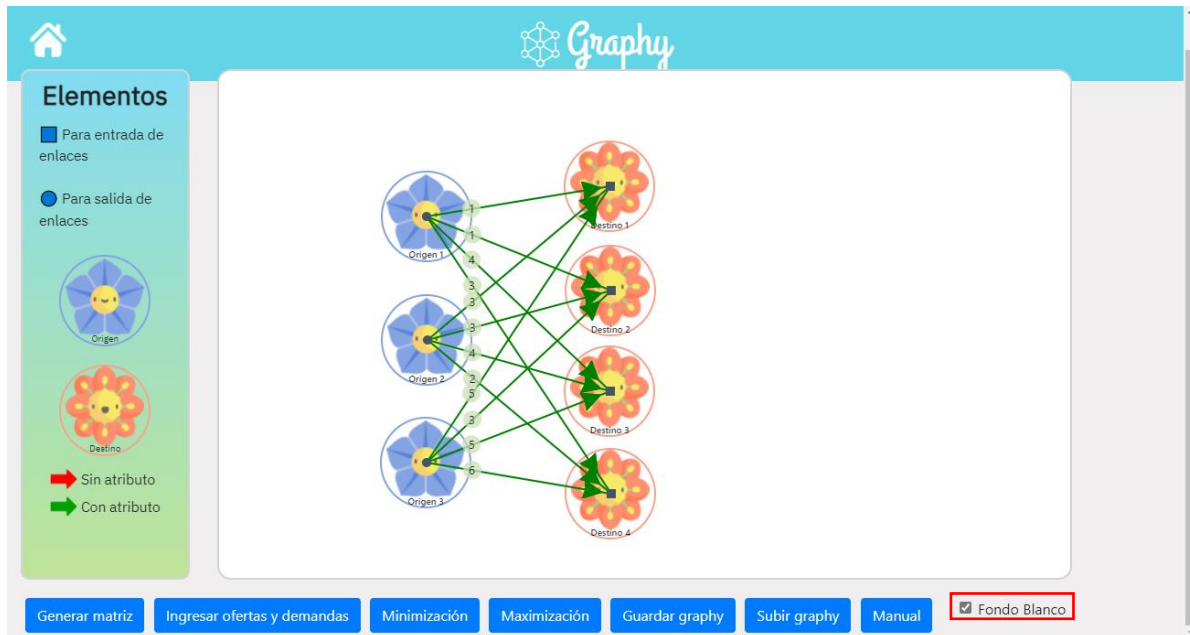 Graphy
Elementos
Para entrada de
enlaces
Para salida de
enlaces
Origen
Destino
Sin atributo
Con atributo
Origen 1
Origen 2
Origen 3
Destino 1
Destino 2
Destino 3
Destino 4
1
1
4
3
3
3
4
2
5
3
5
6
Generar matriz
Ingresar ofertas y demandas
Minimización
Maximización
Guardar graphy
Subir graphy
Manual
Fondo Blanco